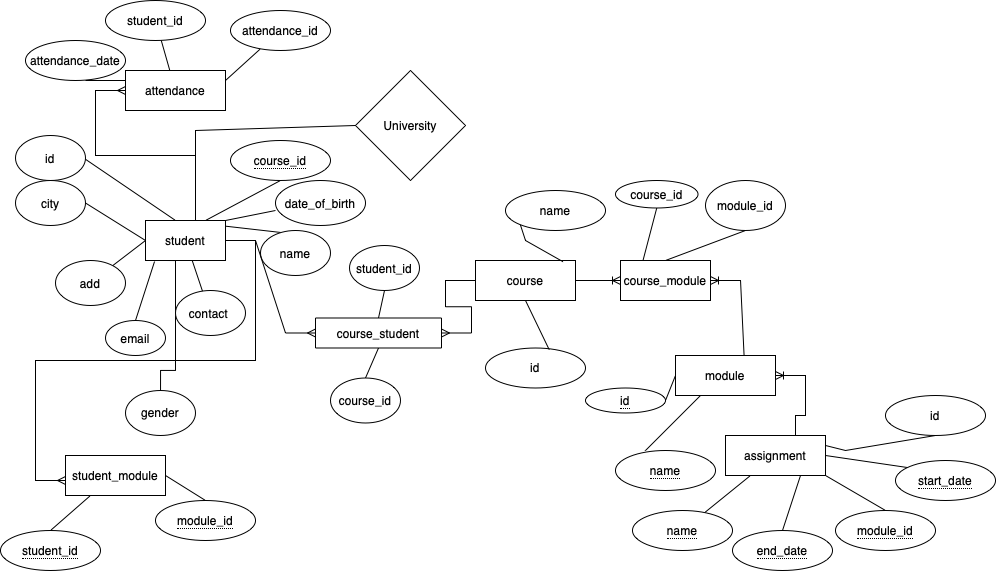 student_id
attendance_id
attendance_date
attendance
University
id
course_id
city
date_of_birth
student
name
add
contact
email
gender
student_id
course_student
course_id
name
course_id
module_id
course
course_module
id
module
id
name
id
assignment
start_date
name
module_id
end_date
student_module
module_id
student_id